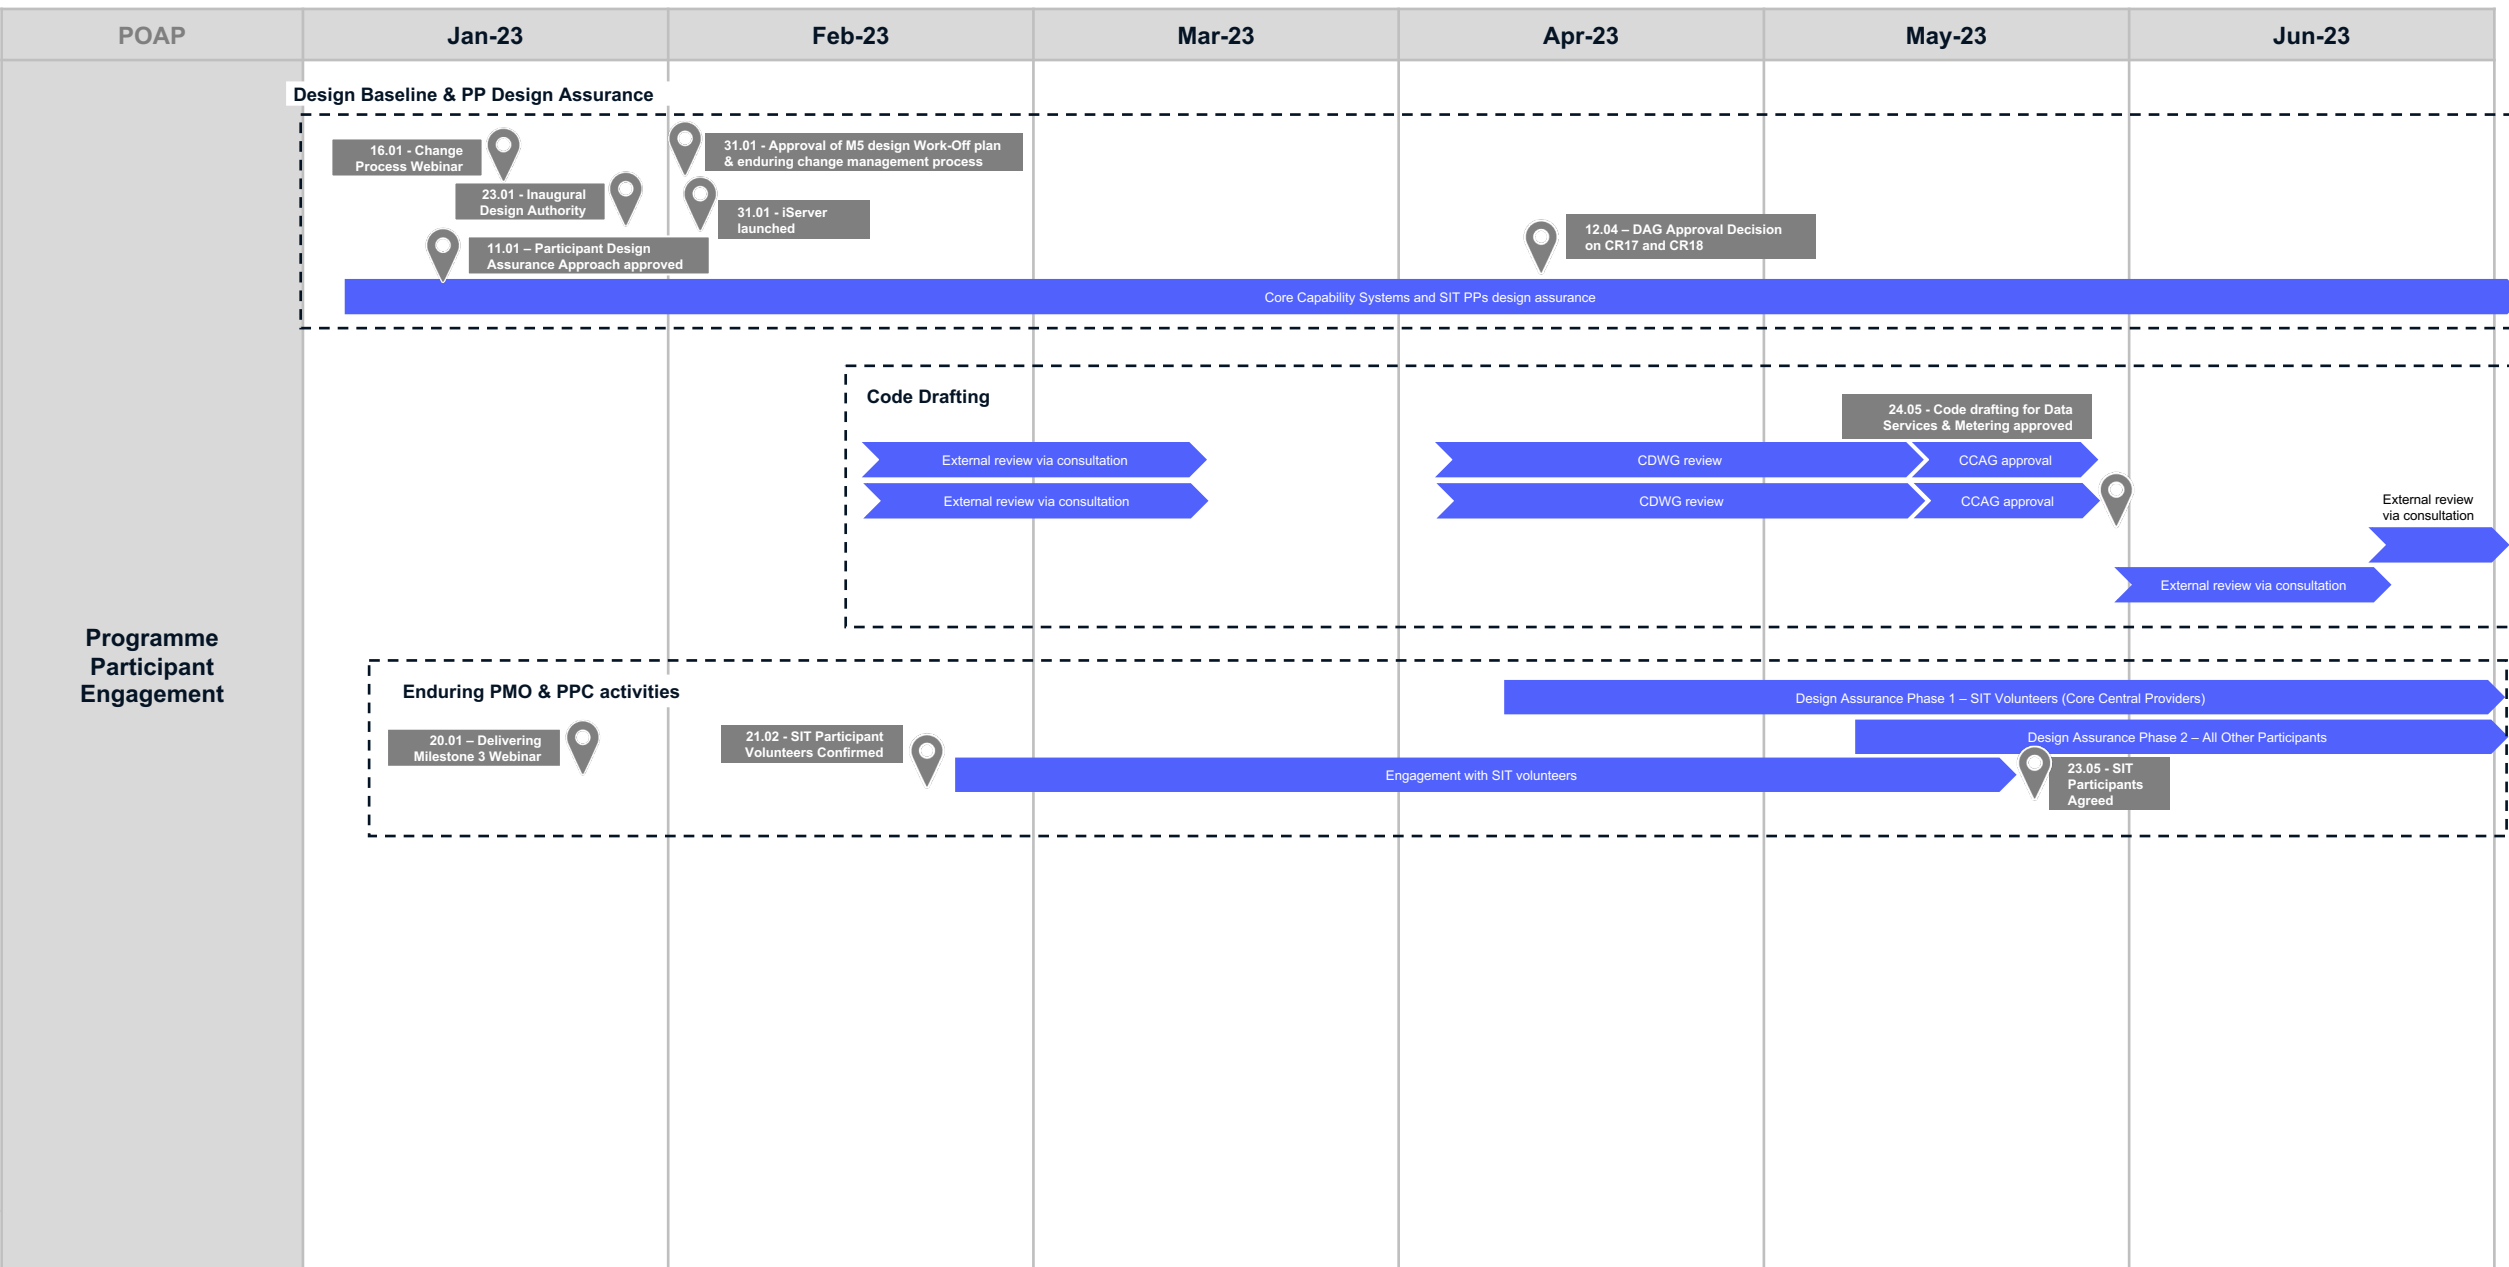 POAP
Jan-23
Feb-23
Mar-23
Apr-23
May-23
Jun-23
Programme
Participant
Engagement
Design Baseline & PP Design Assurance
16.01 - Change
Process Webinar
31.01 - Approval of M5 design Work-Off plan
& enduring change management process
23.01 - Inaugural
Design Authority
31.01 - iServer
launched
11.01 – Participant Design
Assurance Approach approved
12.04 – DAG Approval Decision
on CR17 and CR18
Core Capability Systems and SIT PPs design assurance
Code Drafting
24.05 - Code drafting for Data
Services & Metering approved
External review via consultation
CDWG review
CCAG approval
External review via consultation
CDWG review
CCAG approval
External review
via consultation
External review via consultation
Enduring PMO & PPC activities
Design Assurance Phase 1 – SIT Volunteers (Core Central Providers)
20.01 – Delivering
Milestone 3 Webinar
21.02 - SIT Participant
Volunteers Confirmed
Design Assurance Phase 2 – All Other Participants
Engagement with SIT volunteers
23.05 - SIT
Participants
Agreed